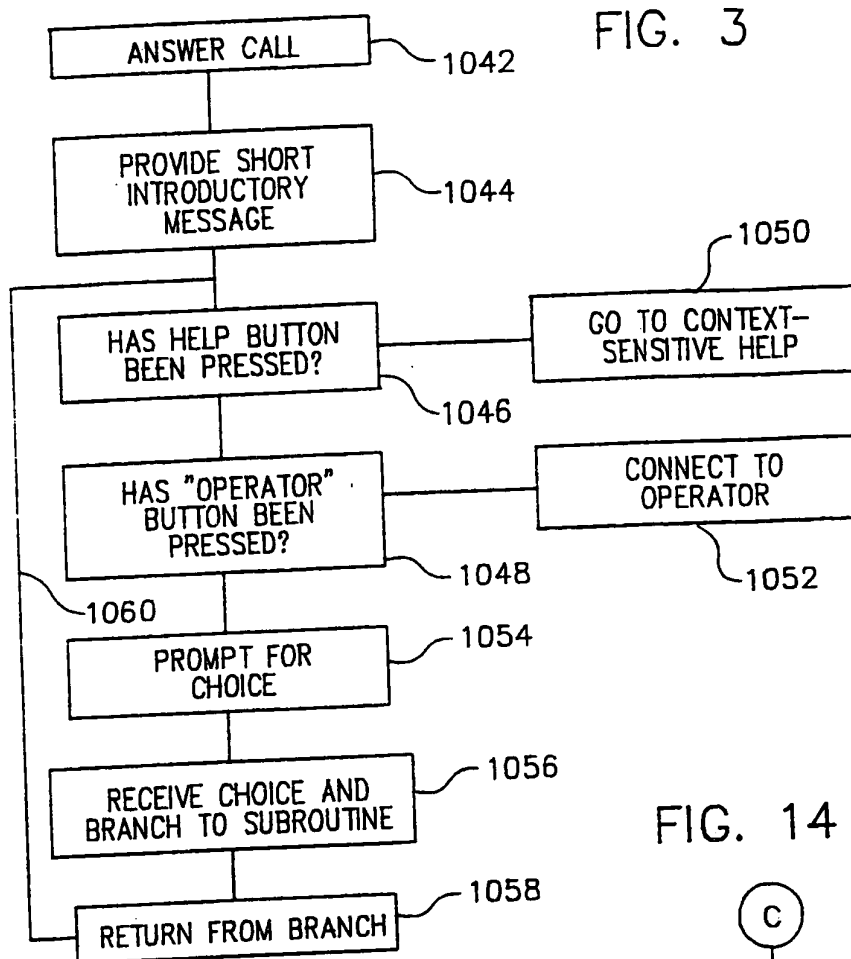 FIG. 3
ANSWER CALL
1042
PROVIDE SHORT
INTRODUCTORY
MESSAGE
1044
HAS HELP BUTTON
BEEN PRESSED?
1046
1050
GO TO CONTEXT-
SENSITIVE HELP
HAS "OPERATOR"
BUTTON BEEN
PRESSED?
1048
CONNECT TO
OPERATOR
1052
1060
PROMPT FOR
CHOICE
1054
RECEIVE CHOICE AND
BRANCH TO SUBROUTINE
1056
RETURN FROM BRANCH
1058
FIG. 14
C